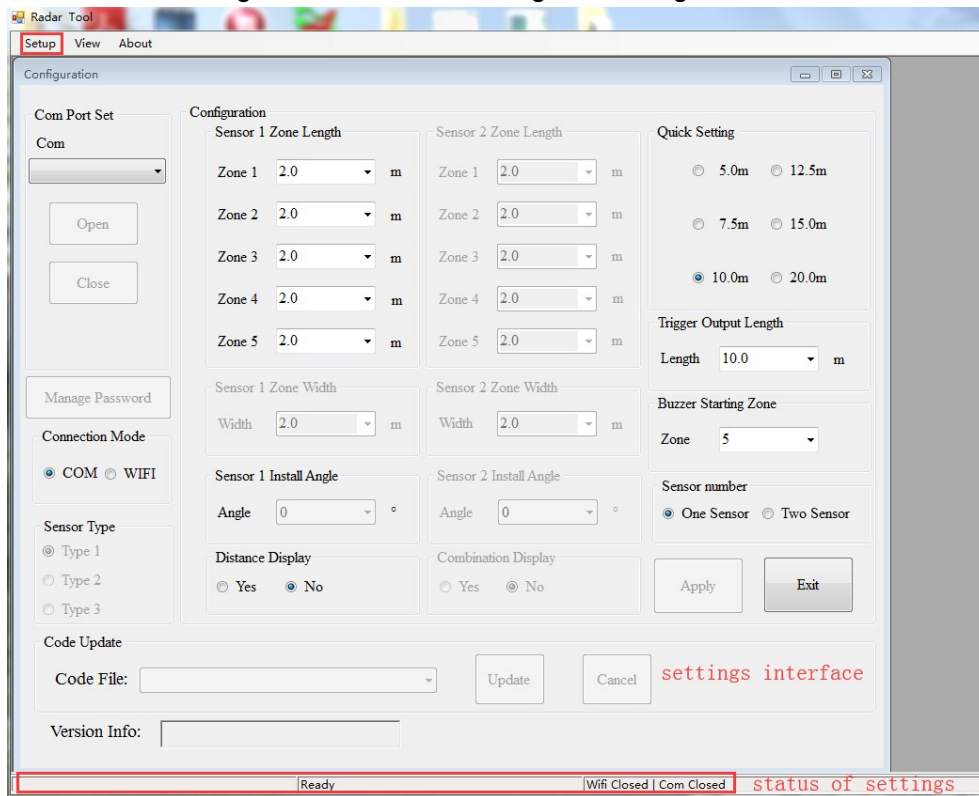 Radar Tool
Setup View About
Configuration
Com Port Set
Com
Open
Close
Manage Password
Connection Mode
COM WIFI
Sensor Type
Type 1
Type 2
Type 3
Configuration
Sensor 1 Zone Length
Zone 1 2.0 m
Zone 2 2.0 m
Zone 3 2.0 m
Zone 4 2.0 m
Zone 5 2.0 m
Sensor 2 Zone Length
Zone 1 2.0 m
Zone 2 2.0 m
Zone 3 2.0 m
Zone 4 2.0 m
Zone 5 2.0 m
Sensor 1 Zone Width
Width 2.0 m
Sensor 2 Zone Width
Width 2.0 m
Sensor 1 Install Angle
Angle 0 °
Sensor 2 Install Angle
Angle 0 °
Distance Display
Yes No
Combination Display
Yes No
Quick Setting
5.0m 12.5m
7.5m 15.0m
10.0m 20.0m
Trigger Output Length
Length 10.0 m
Buzzer Starting Zone
Zone 5
Sensor number
One Sensor Two Sensor
Apply Exit
Code Update
Code File: Update Cancel
settings interface
Version Info:
Ready Wifi Closed | Com Closed
status of settings